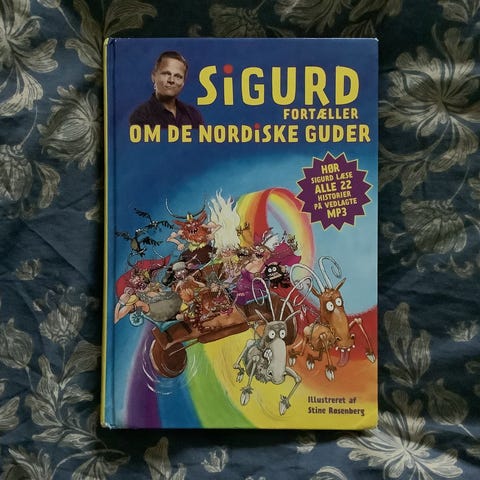 SiGURD
FORTÆLLER
OM DE NORDiSKE GUDER
HØR
SIGURD LÆSE
ALLE 22
HISTORIER
PÅ VEDLAGTE
MP3
Illustreret af
Stine Rosenberg